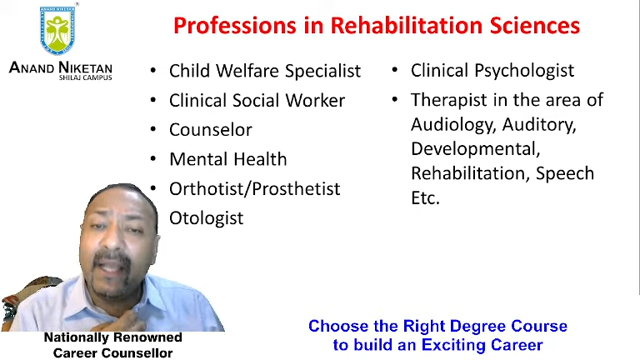 Professions in Rehabilitation Sciences
ANAND NIKETAN
SHILAJ CAMPUS
• Child Welfare Specialist
• Clinical Social Worker
• Counselor
• Mental Health
• Orthotist/Prosthetist
Otologist
• Clinical Psychologist
• Therapist in the area of
Audiology, Auditory,
Developmental,
Rehabilitation, Speech
Etc.
Nationally Renowned
Career Counsellor
Choose the Right Degree Course
to build an Exciting Career